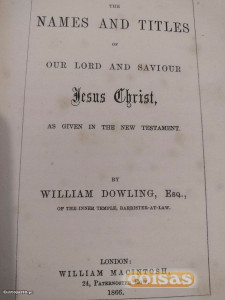 THE
NAMES AND TITLES
OF
OUR LORD AND SAVIOUR
Jesus Christ,
AS GIVEN IN THE NEW TESTAMENT.
BY
WILLIAM DOWLING, ESQ.,
OF THE INNER TEMPLE, BARRISTER-AT-LAW.
LONDON:
WILLIAM MACINTOSH,
24, PATERNOSTER
1866.
coisas